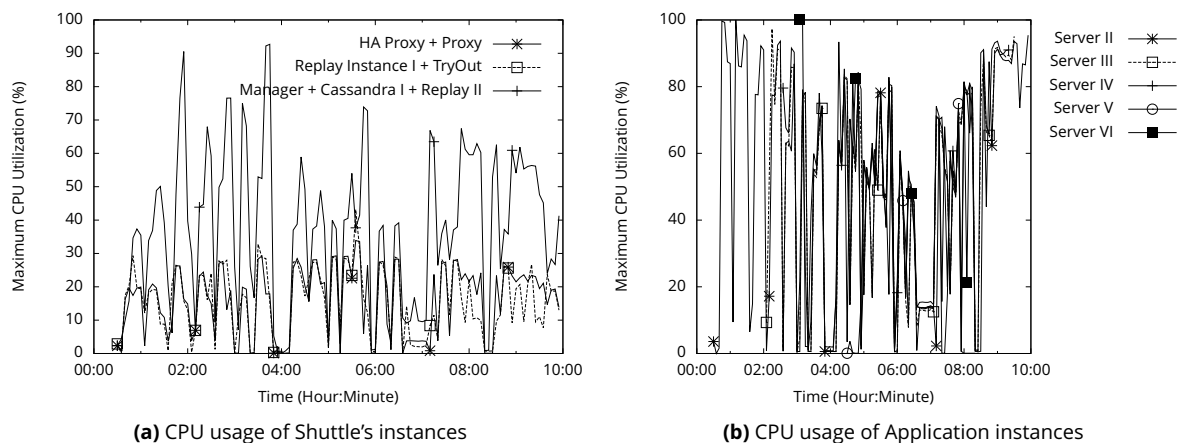 Maximum CPU Utilization (%)
100
90
80
70
60
50
40
30
20
10
0
00:00 02:00 04:00 06:00 08:00 10:00
Time (Hour:Minute)
HA Proxy + Proxy
Replay Instance I + TryOut
Manager + Cassandra I + Replay II
(a) CPU usage of Shuttle's instances
Maximum CPU Utilization (%)
100
80
60
40
20
0
00:00 02:00 04:00 06:00 08:00 10:00
Time (Hour:Minute)
Server II
Server III
Server IV
Server V
Server VI
(b) CPU usage of Application instances